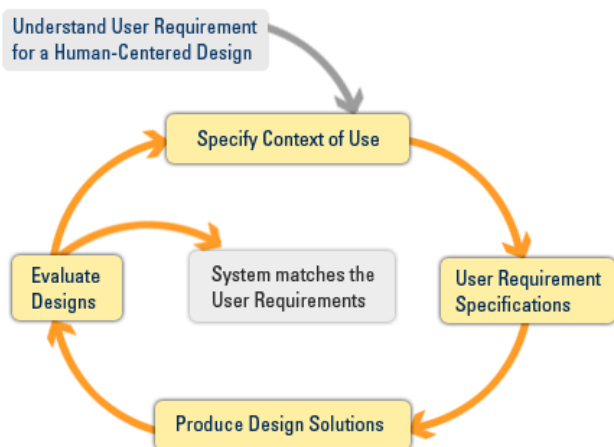 Understand User Requirement
for a Human-Centered Design
Specify Context of Use
Evaluate
Designs
System matches the
User Requirements
User Requirement
Specifications
Produce Design Solutions